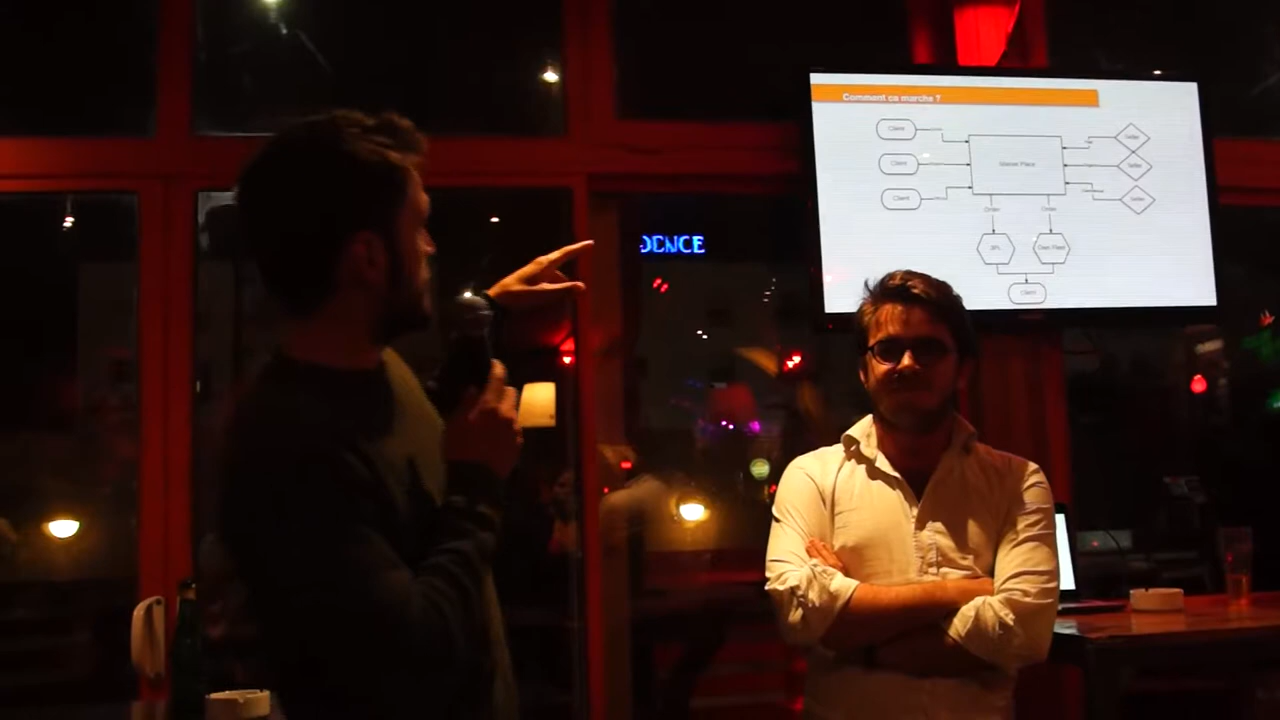 Comment ca marche ?
Client
Client
Client
Market Place
Seller
Seller
Seller
Order
Order
3PL
Own Fleet
Client
DENCE